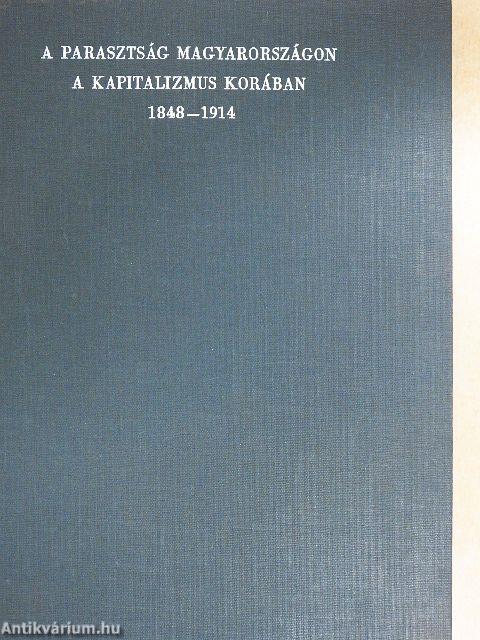 A PARASZTSÁG MAGYARORSZÁGON
A KAPITALIZMUS KORÁBAN
1848—1914
Antikvárium.hu